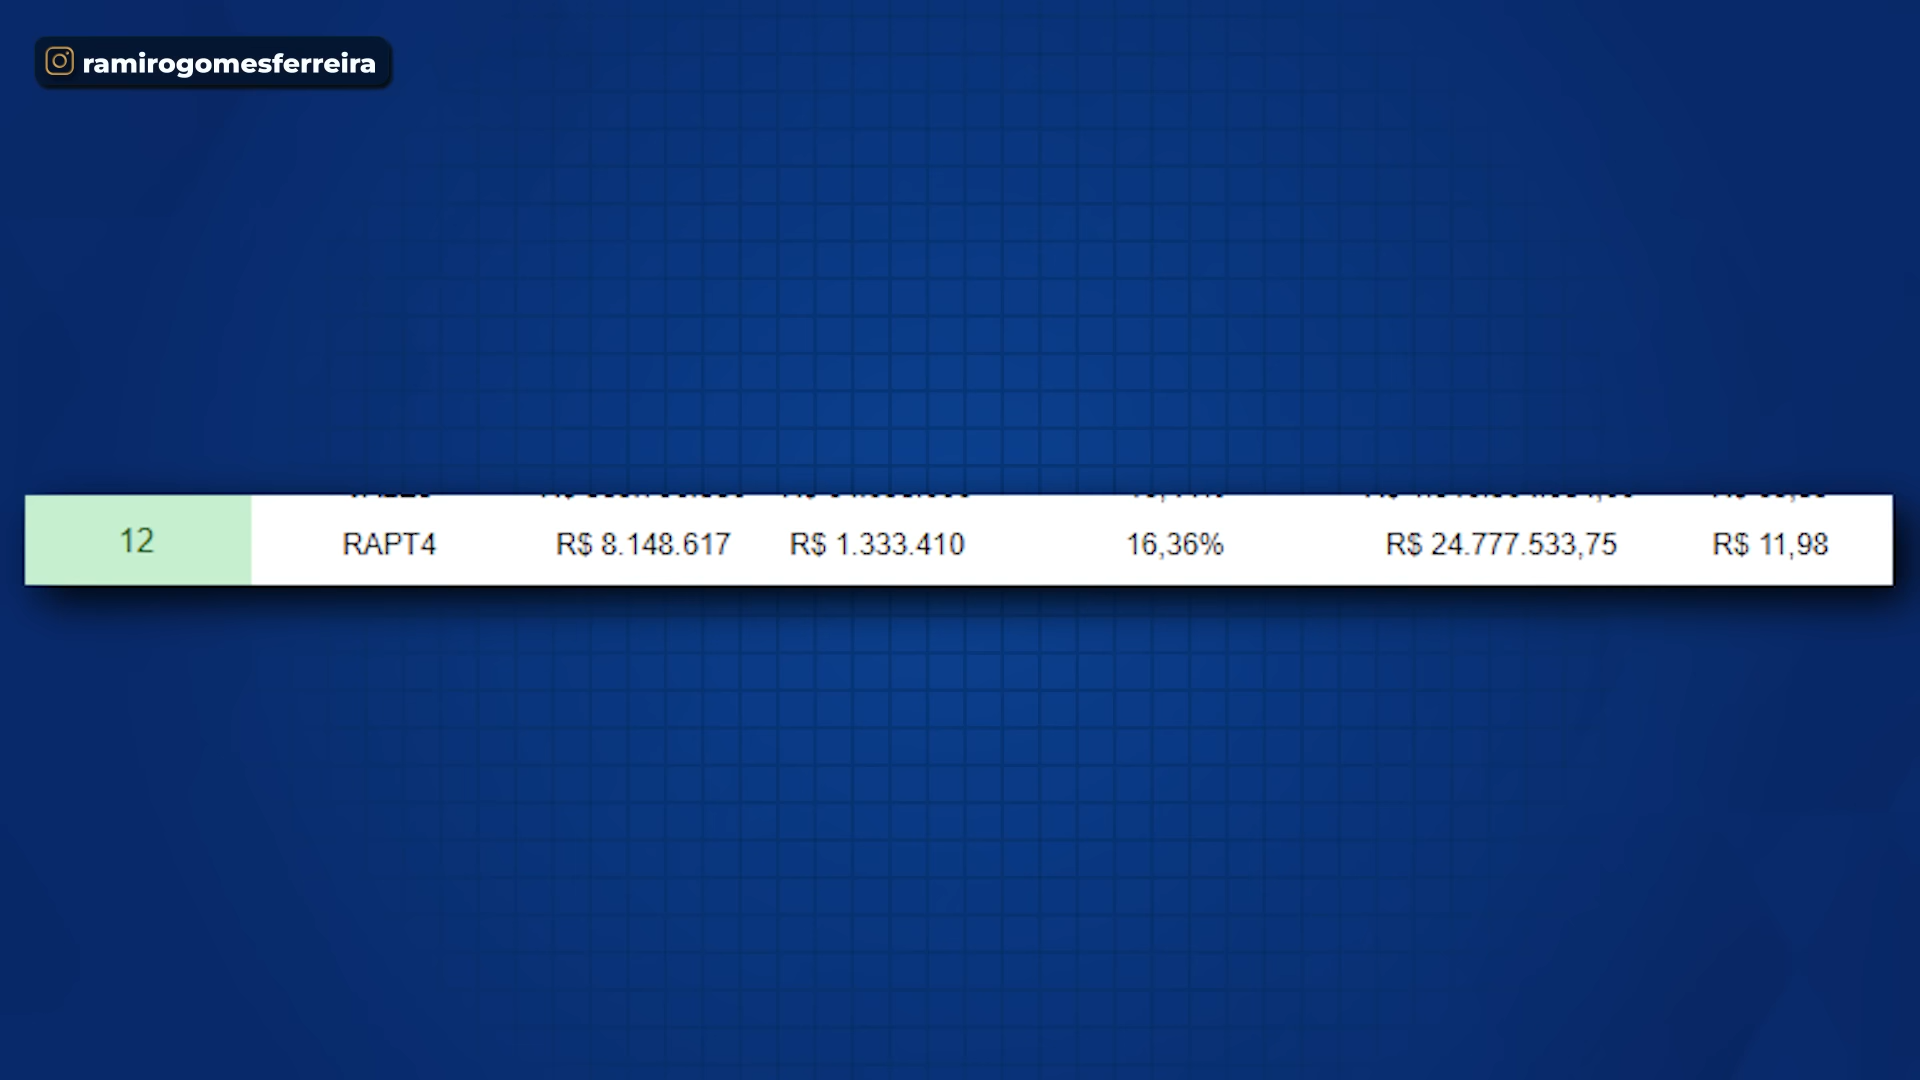 ramirogomesferreira
12 RAPT4 R$ 8.148.617 R$ 1.333.410 16,36% R$ 24.777.533,75 R$ 11,98